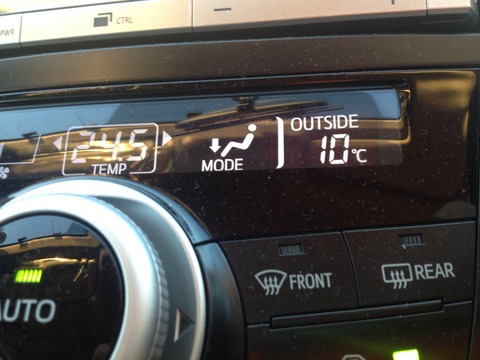 PWR
CTRL
24.5
TEMP
MODE
OUTSIDE
10°C
FRONT
REAR
AUTO